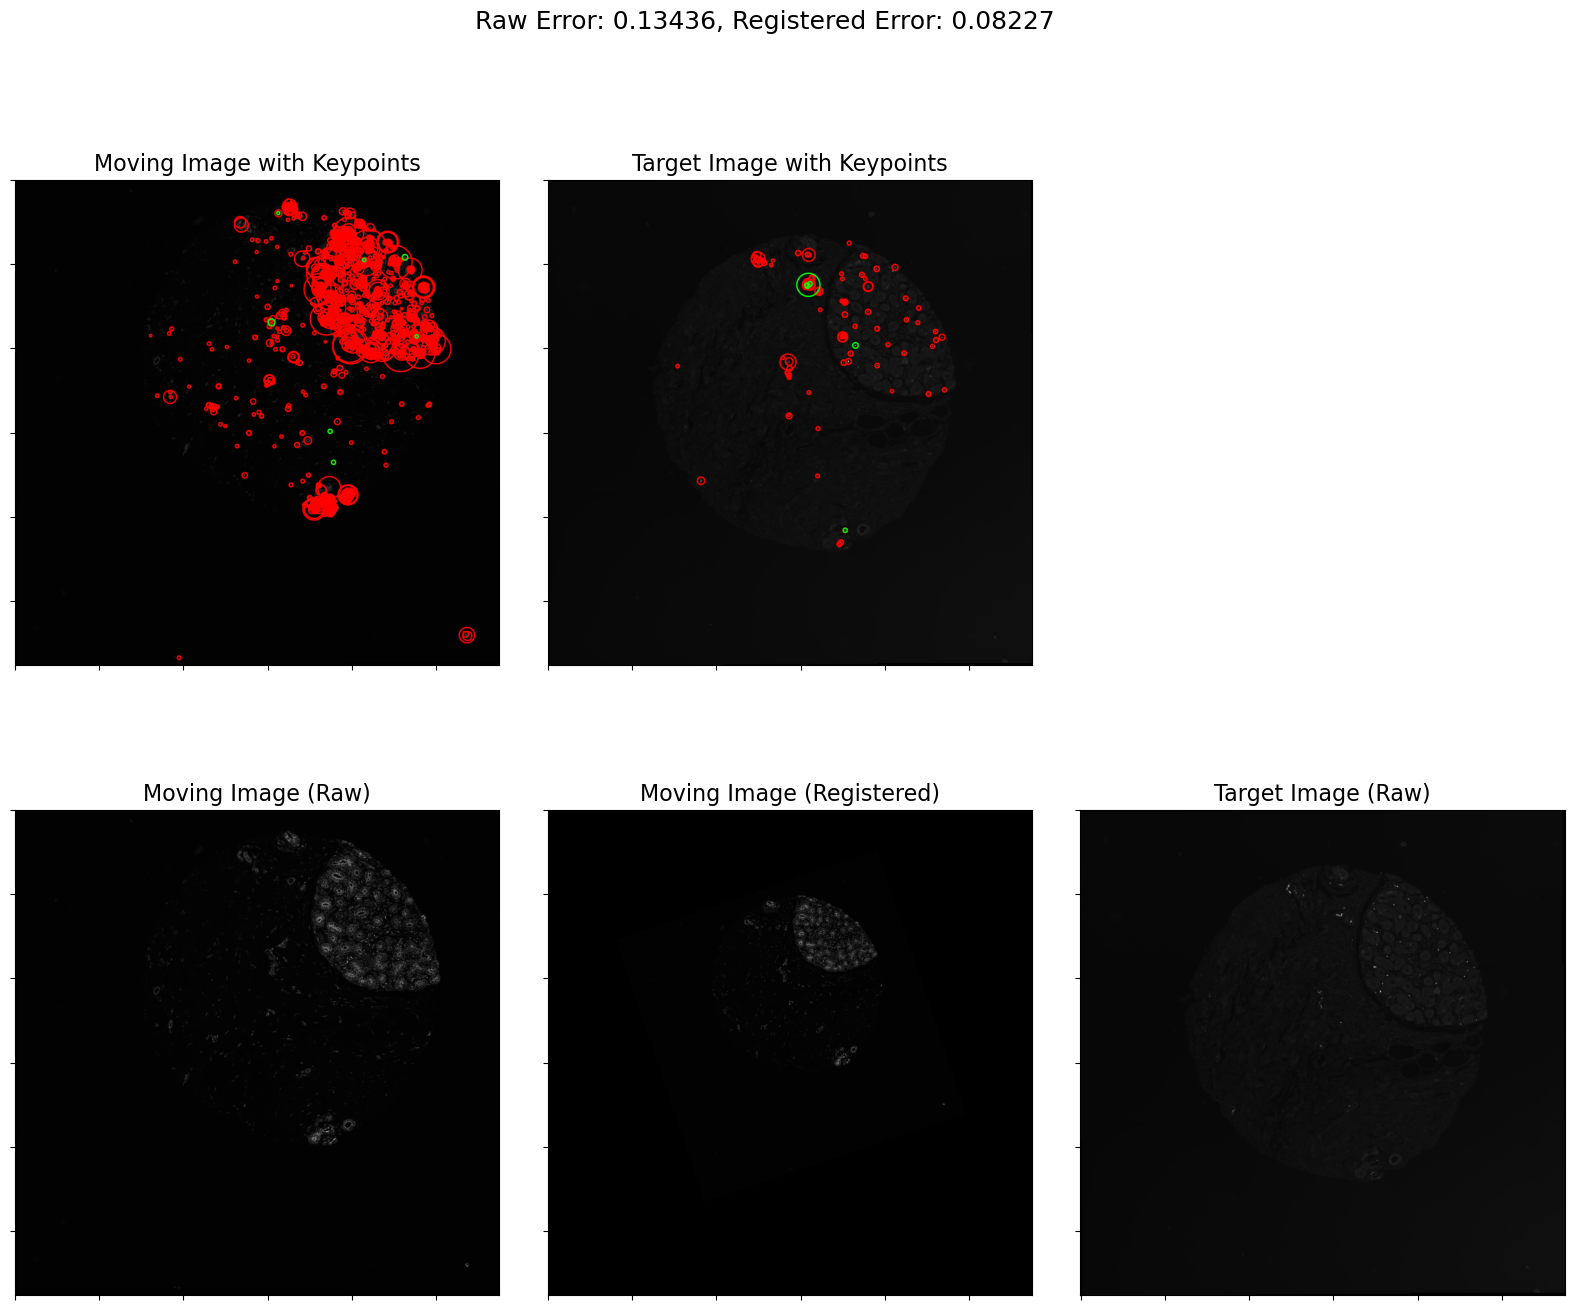 Raw Error: 0.13436, Registered Error: 0.08227
Moving Image with Keypoints
Target Image with Keypoints
Moving Image (Raw)
Moving Image (Registered)
Target Image (Raw)